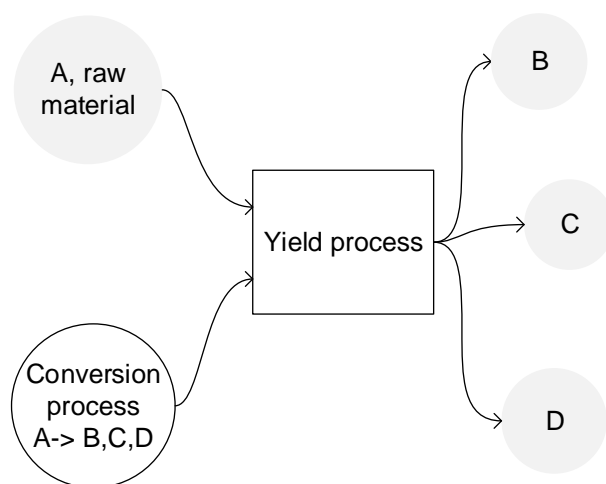 A, raw
material
Conversion
process
A-> B,C,D
Yield process
B
C
D